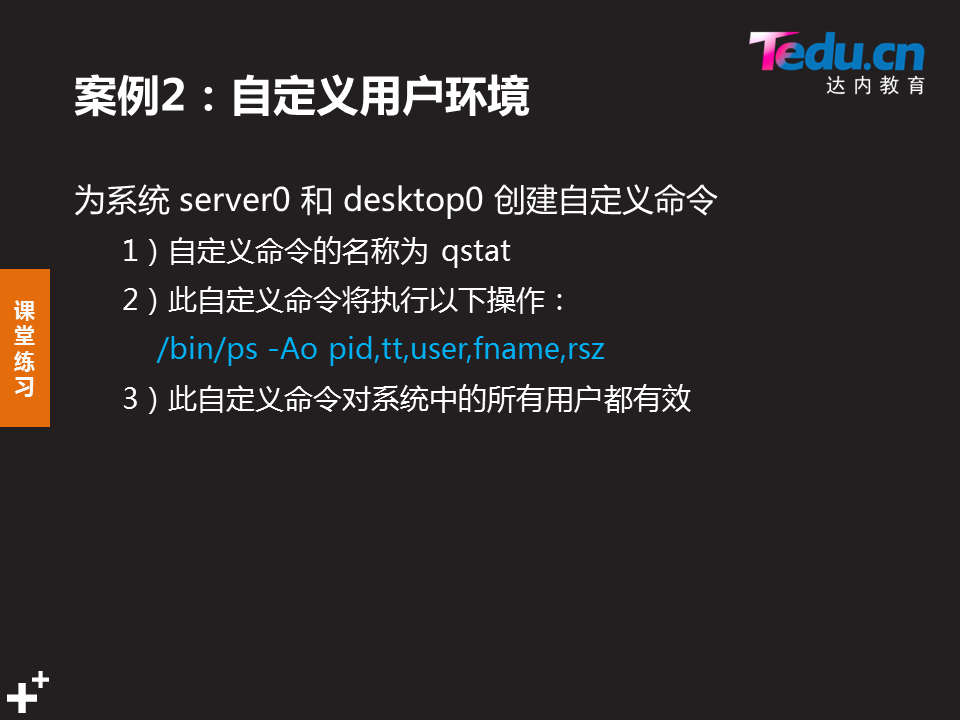 Tedu.cn
达内教育
案例2：自定义用户环境
为系统 server0 和 desktop0 创建自定义命令
1）自定义命令的名称为 qstat
2）此自定义命令将执行以下操作：
/bin/ps -Ao pid,tt,user,fname,rsz
3）此自定义命令对系统中的所有用户都有效
课堂练习